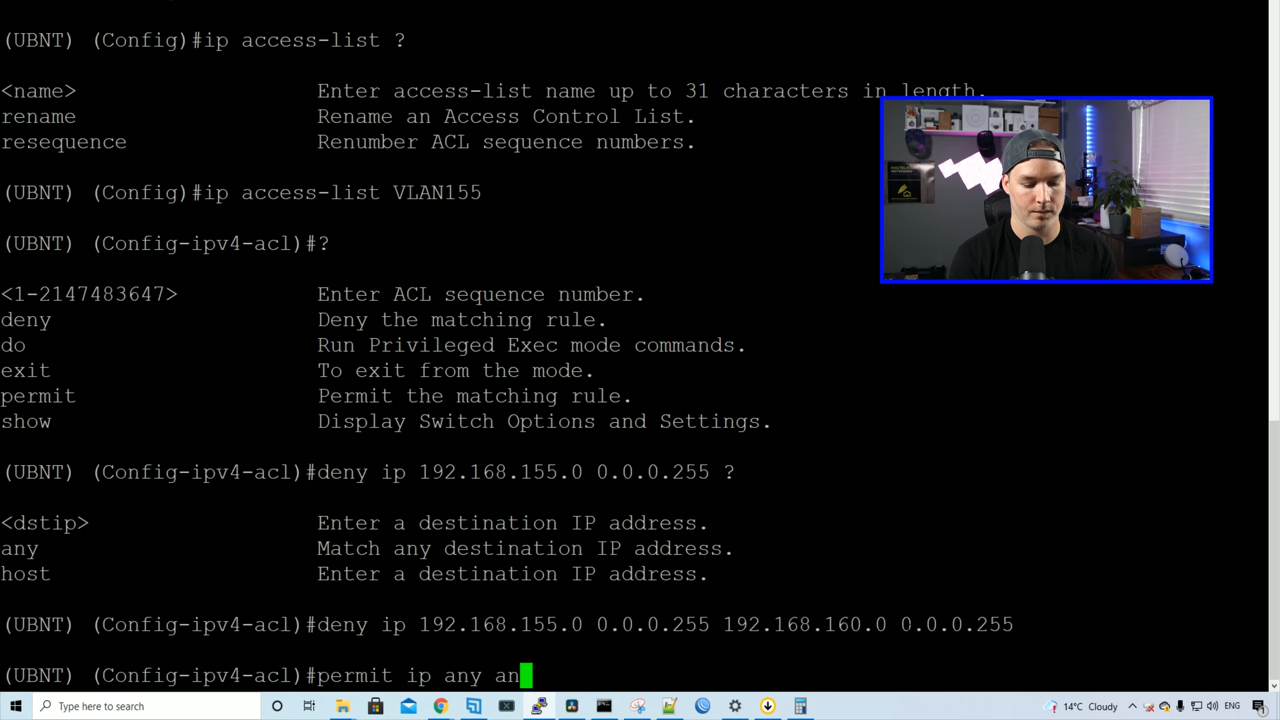 (UBNT) (Config)#ip access-list ?
<name> Enter access-list name up to 31 characters in length.
rename Rename an Access Control List.
resequence Renumber ACL sequence numbers.
(UBNT) (Config)#ip access-list VLAN155
(UBNT) (Config-ipv4-acl)#?
<1-2147483647> Enter ACL sequence number.
deny Deny the matching rule.
do Run Privileged Exec mode commands.
exit To exit from the mode.
permit Permit the matching rule.
show Display Switch Options and Settings.
(UBNT) (Config-ipv4-acl)#deny ip 192.168.155.0 0.0.0.255 ?
<dstip> Enter a destination IP address.
any Match any destination IP address.
host Enter a destination IP address.
(UBNT) (Config-ipv4-acl)#deny ip 192.168.155.0 0.0.0.255 192.168.160.0 0.0.0.255
(UBNT) (Config-ipv4-acl)#permit ip any an
Type here to search
14°C Cloudy
ENG